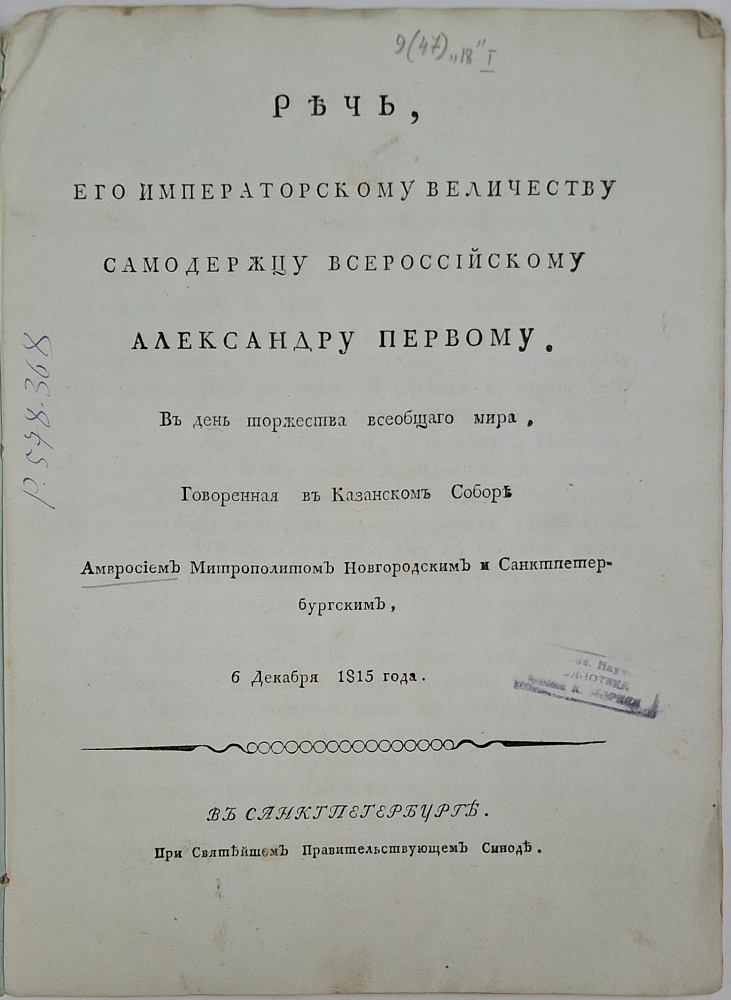 9(47) „18" I
РѢЧЬ,
ЕГО ИМПЕРАТОРСКОМУ ВЕЛИЧЕСТВУ
САМОДЕРЖЦУ ВСЕРОССІЙСКОМУ
АЛЕКСАНДРУ ПЕРВОМУ.
Въ день торжества всеобщаго мира,
Говоренная въ Казанскомъ Соборѣ
Амвросіемъ Митрополитомъ Новгородскимъ и Санктпетер-
бургскимъ,
6 Декабря 1815 года.
ВЪ САНКТПЕТЕРБУРГѢ.
При Святѣйшемъ Правительствующемъ Синодѣ.
Р.578.368